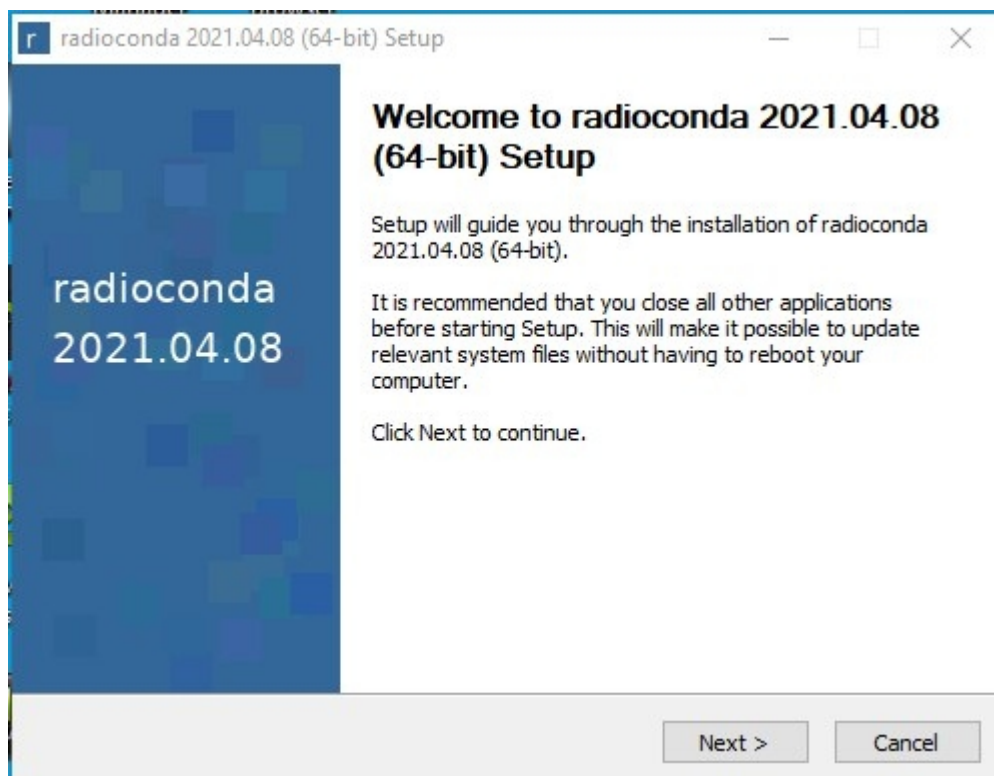 r radioconda 2021.04.08 (64-bit) Setup
radioconda
2021.04.08
Welcome to radioconda 2021.04.08
(64-bit) Setup
Setup will guide you through the installation of radioconda
2021.04.08 (64-bit).
It is recommended that you close all other applications
before starting Setup. This will make it possible to update
relevant system files without having to reboot your
computer.
Click Next to continue.
Next >
Cancel